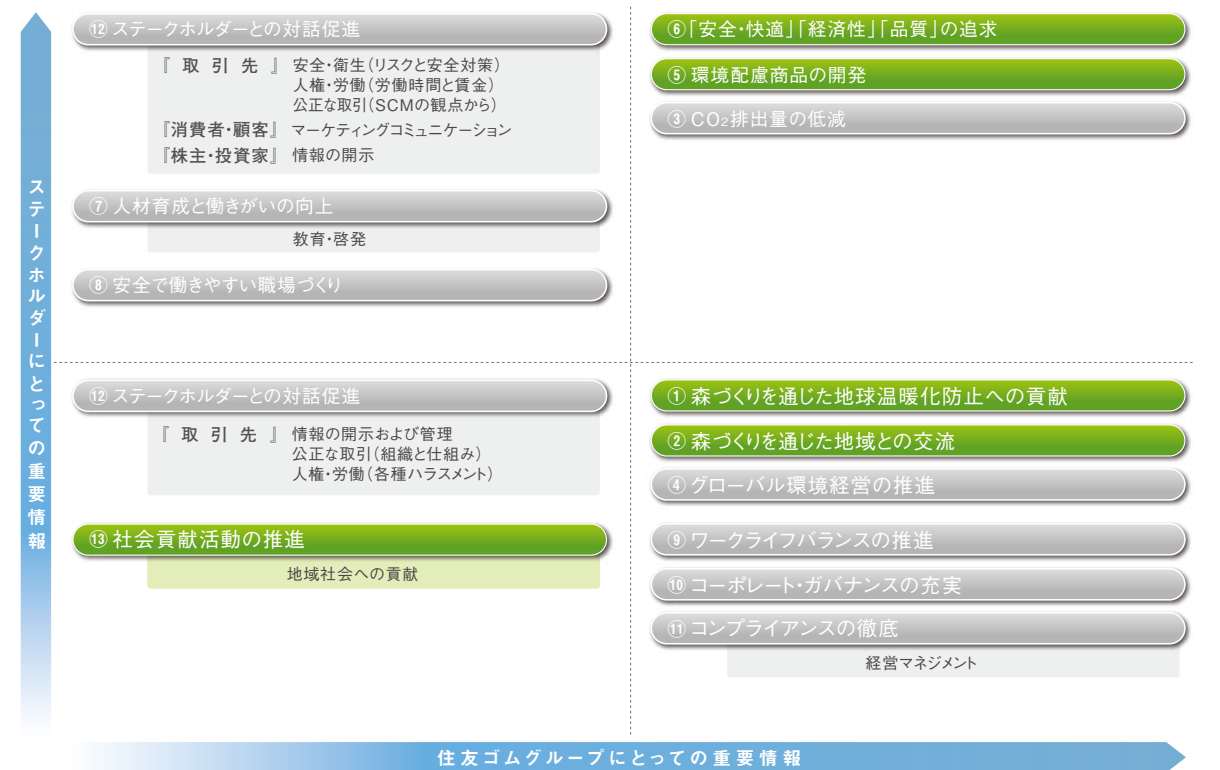 ステークホルダーにとっての重要情報
⑫ステークホルダーとの対話促進
『取引先』 安全・衛生(リスクと安全対策)
人権・労働(労働時間と賃金)
公正な取引(SCMの観点から)
『消費者・顧客』 マーケティングコミュニケーション
『株主・投資家』 情報の開示
⑦人材育成と働きがいの向上
教育・啓発
⑧安全で働きやすい職場づくり
⑥「安全・快適」「経済性」「品質」の追求
⑤環境配慮商品の開発
③CO₂排出量の低減
⑫ステークホルダーとの対話促進
『取引先』 情報の開示および管理
公正な取引(組織と仕組み)
人権・労働(各種ハラスメント)
⑬社会貢献活動の推進
地域社会への貢献
①森づくりを通じた地球温暖化防止への貢献
②森づくりを通じた地域との交流
④グローバル環境経営の推進
⑨ワークライフバランスの推進
⑩コーポレート・ガバナンスの充実
⑪コンプライアンスの徹底
経営マネジメント
住友ゴムグループにとっての重要情報